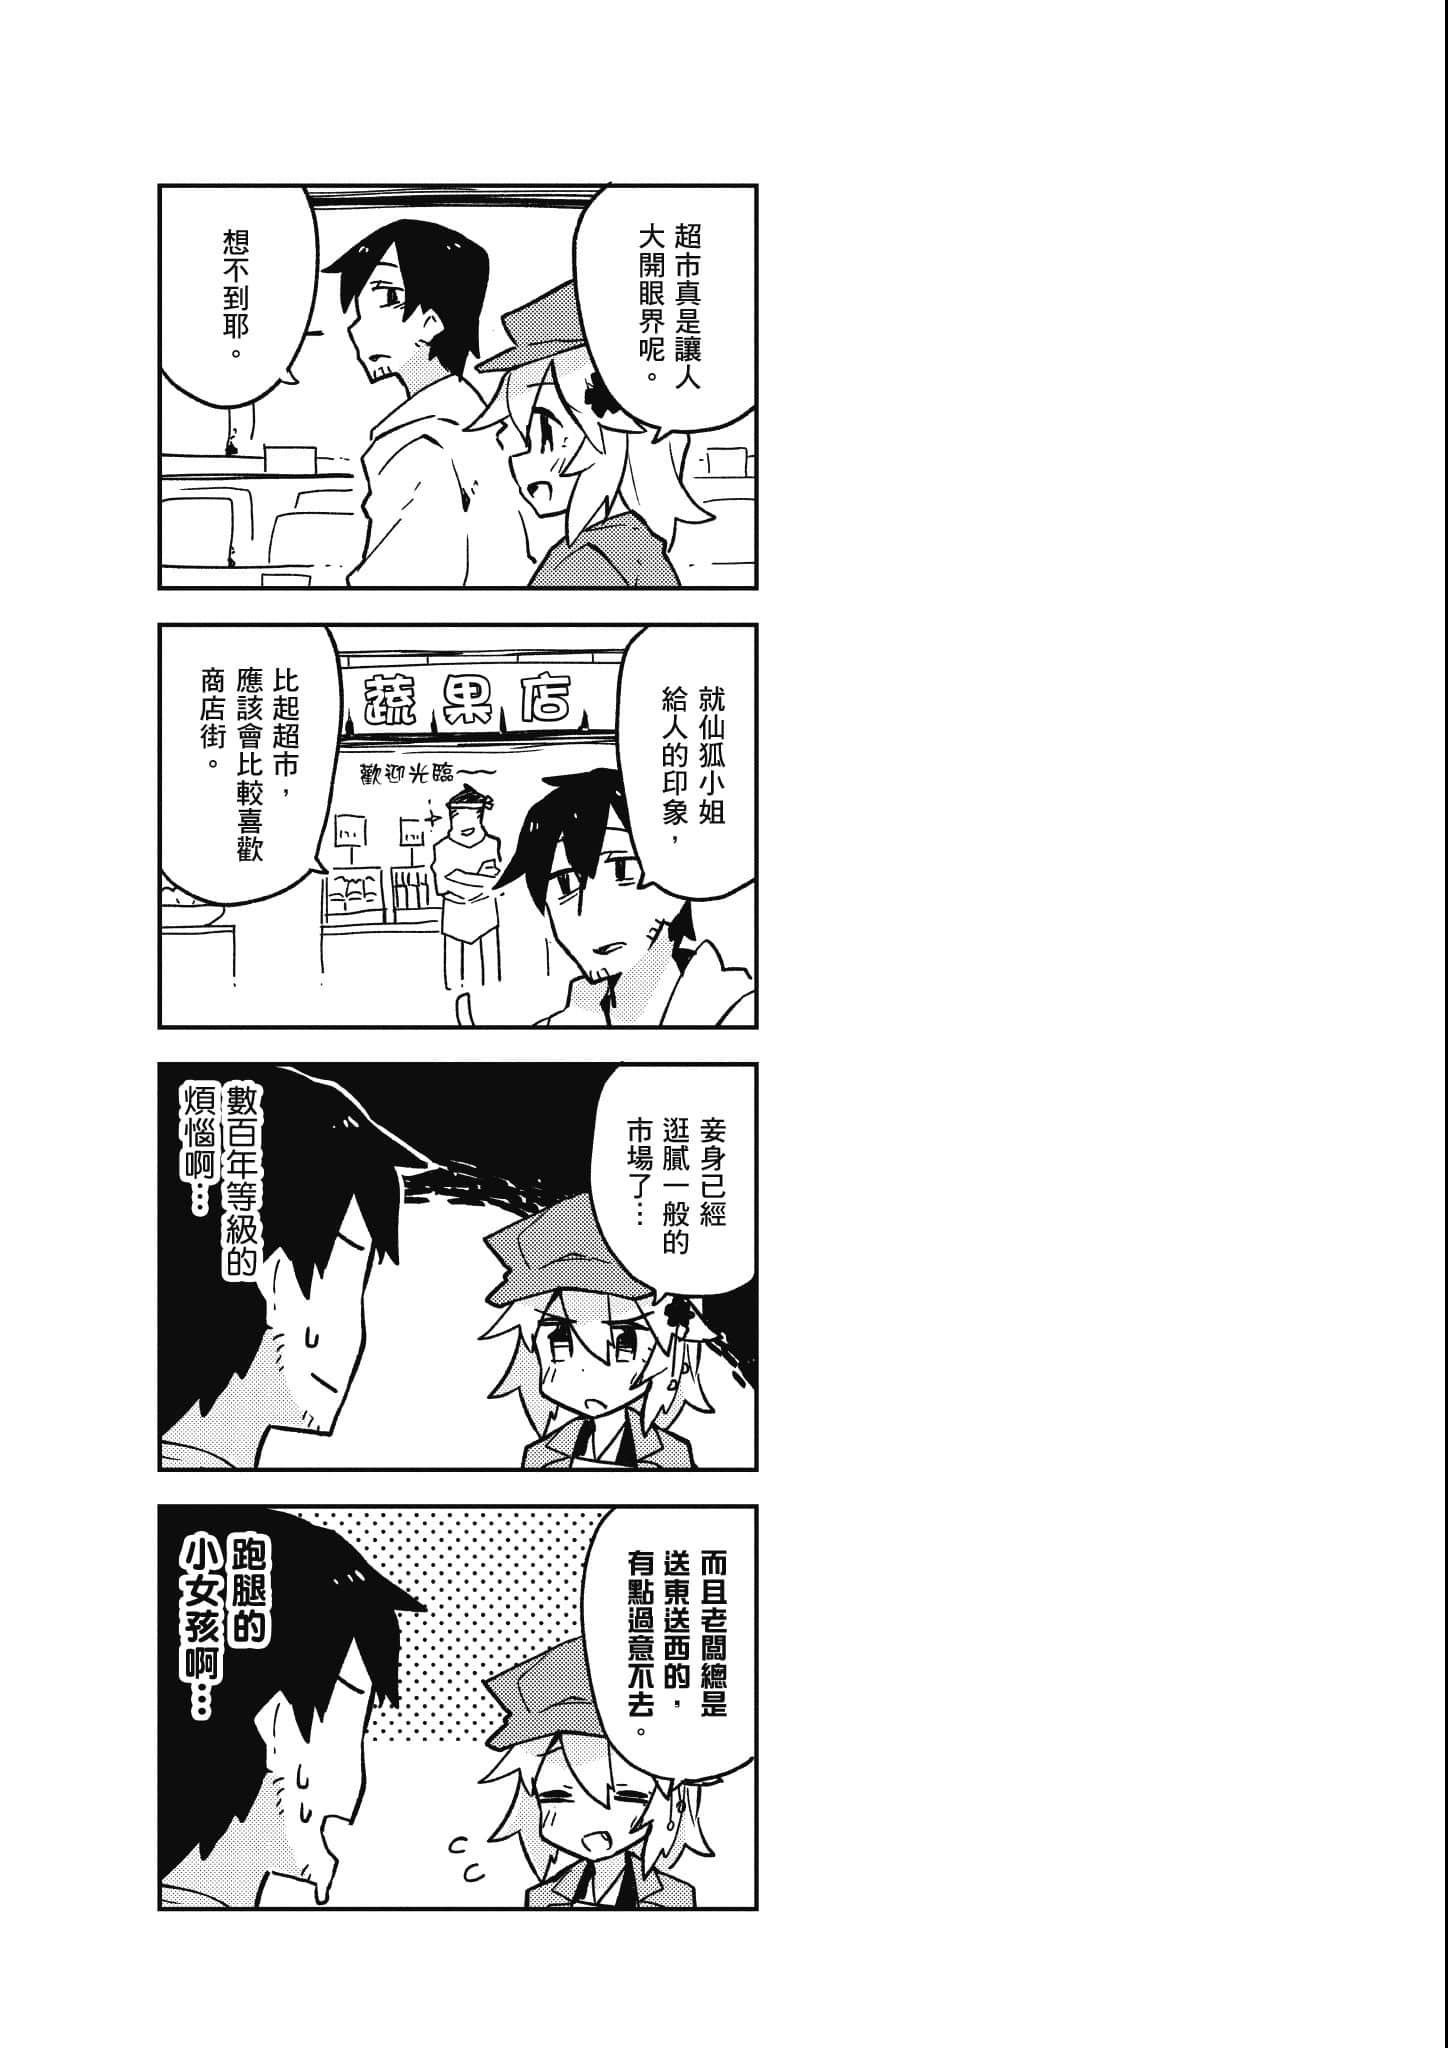 超市真是讓人
大開眼界呢。
想不到耶。
就仙狐小姐
給人的印象，
蔬果店
歡迎光臨～～
比起超市，
應該會比較喜歡
商店街。
妾身已經
逛膩一般的
市場了…
數百年等級的
煩惱啊…
而且老闆總是
送東送西的，
有點過意不去。
跑腿的
小女孩啊…